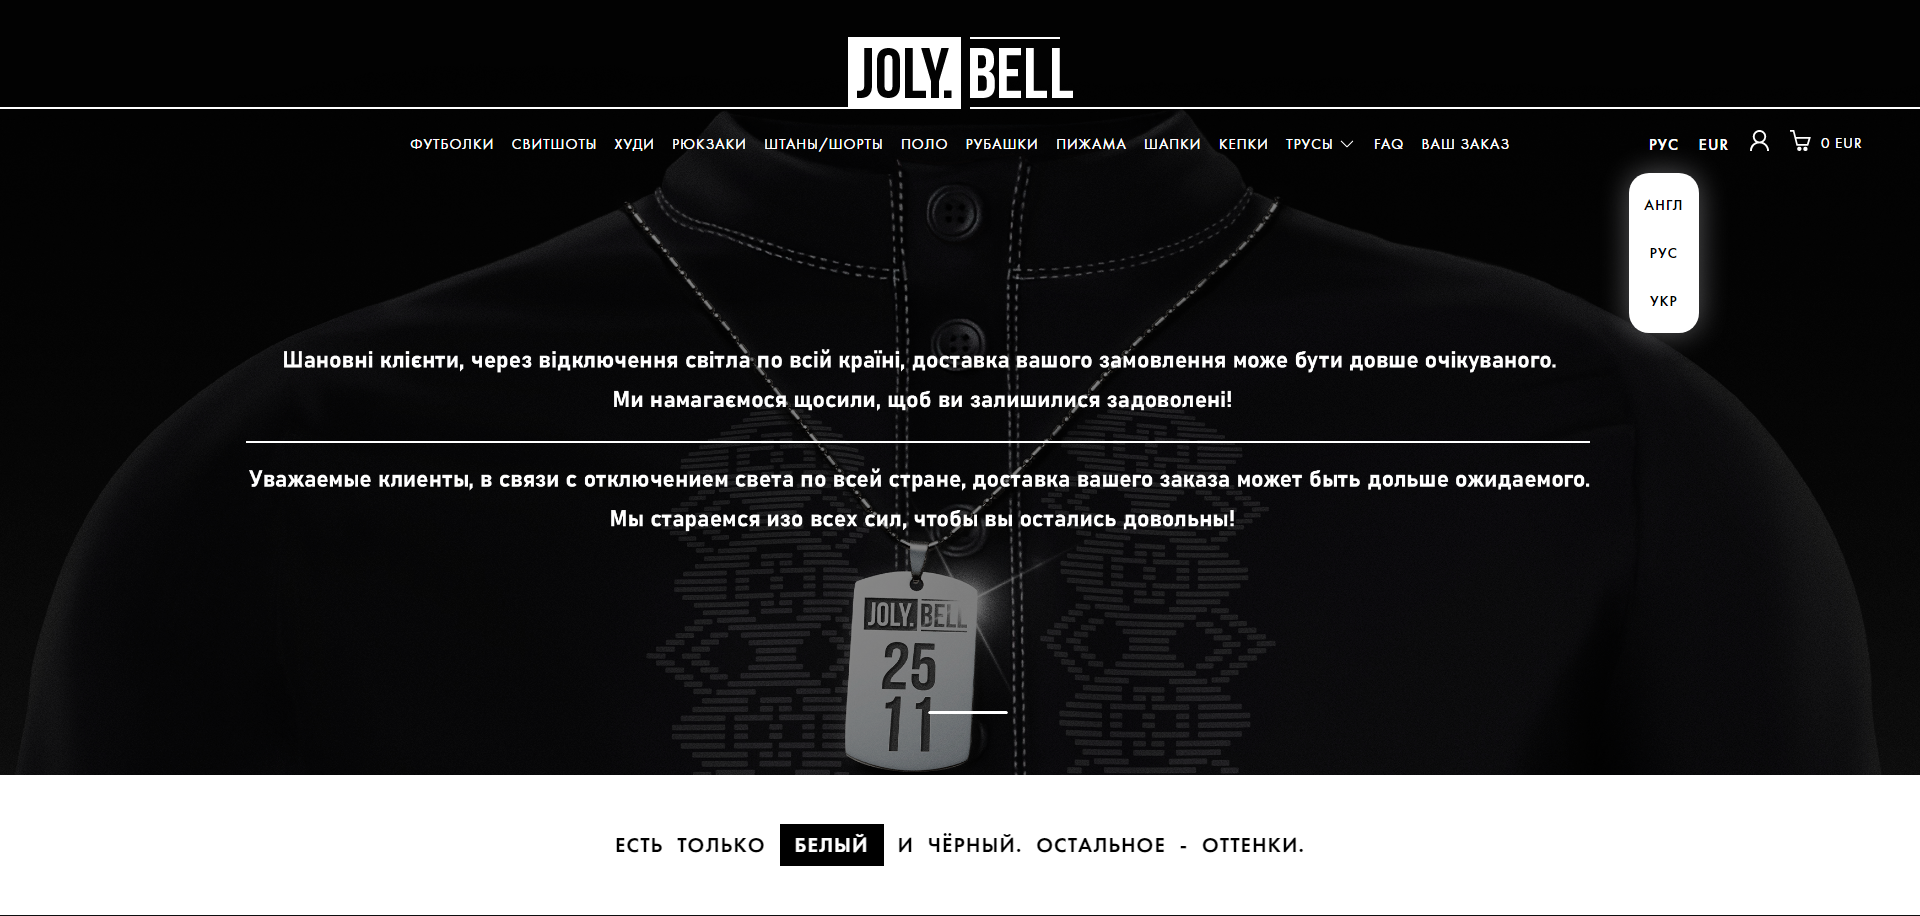 JOLY. BELL
ФУТБОЛКИ СВИТШОТЫ ХУДИ РЮКЗАКИ ШТАНЫ/ШОРТЫ ПОЛО РУБАШКИ ПИЖАМА ШАПКИ КЕПКИ ТРУСЫ FAQ ВАШ ЗАКАЗ РУС EUR 0 EUR
АНГЛ
РУС
УКР
Шановні клієнти, через відключення світла по всій країні, доставка вашого замовлення може бути довше очікуваного.
Ми намагаємося щосили, щоб ви залишилися задоволені!
Уважаемые клиенты, в связи с отключением света по всей стране, доставка вашего заказа может быть дольше ожидаемого.
Мы стараемся изо всех сил, чтобы вы остались довольны!
JOLY. BELL
25
11
ЕСТЬ ТОЛЬКО БЕЛЫЙ И ЧЁРНЫЙ. ОСТАЛЬНОЕ - ОТТЕНКИ.